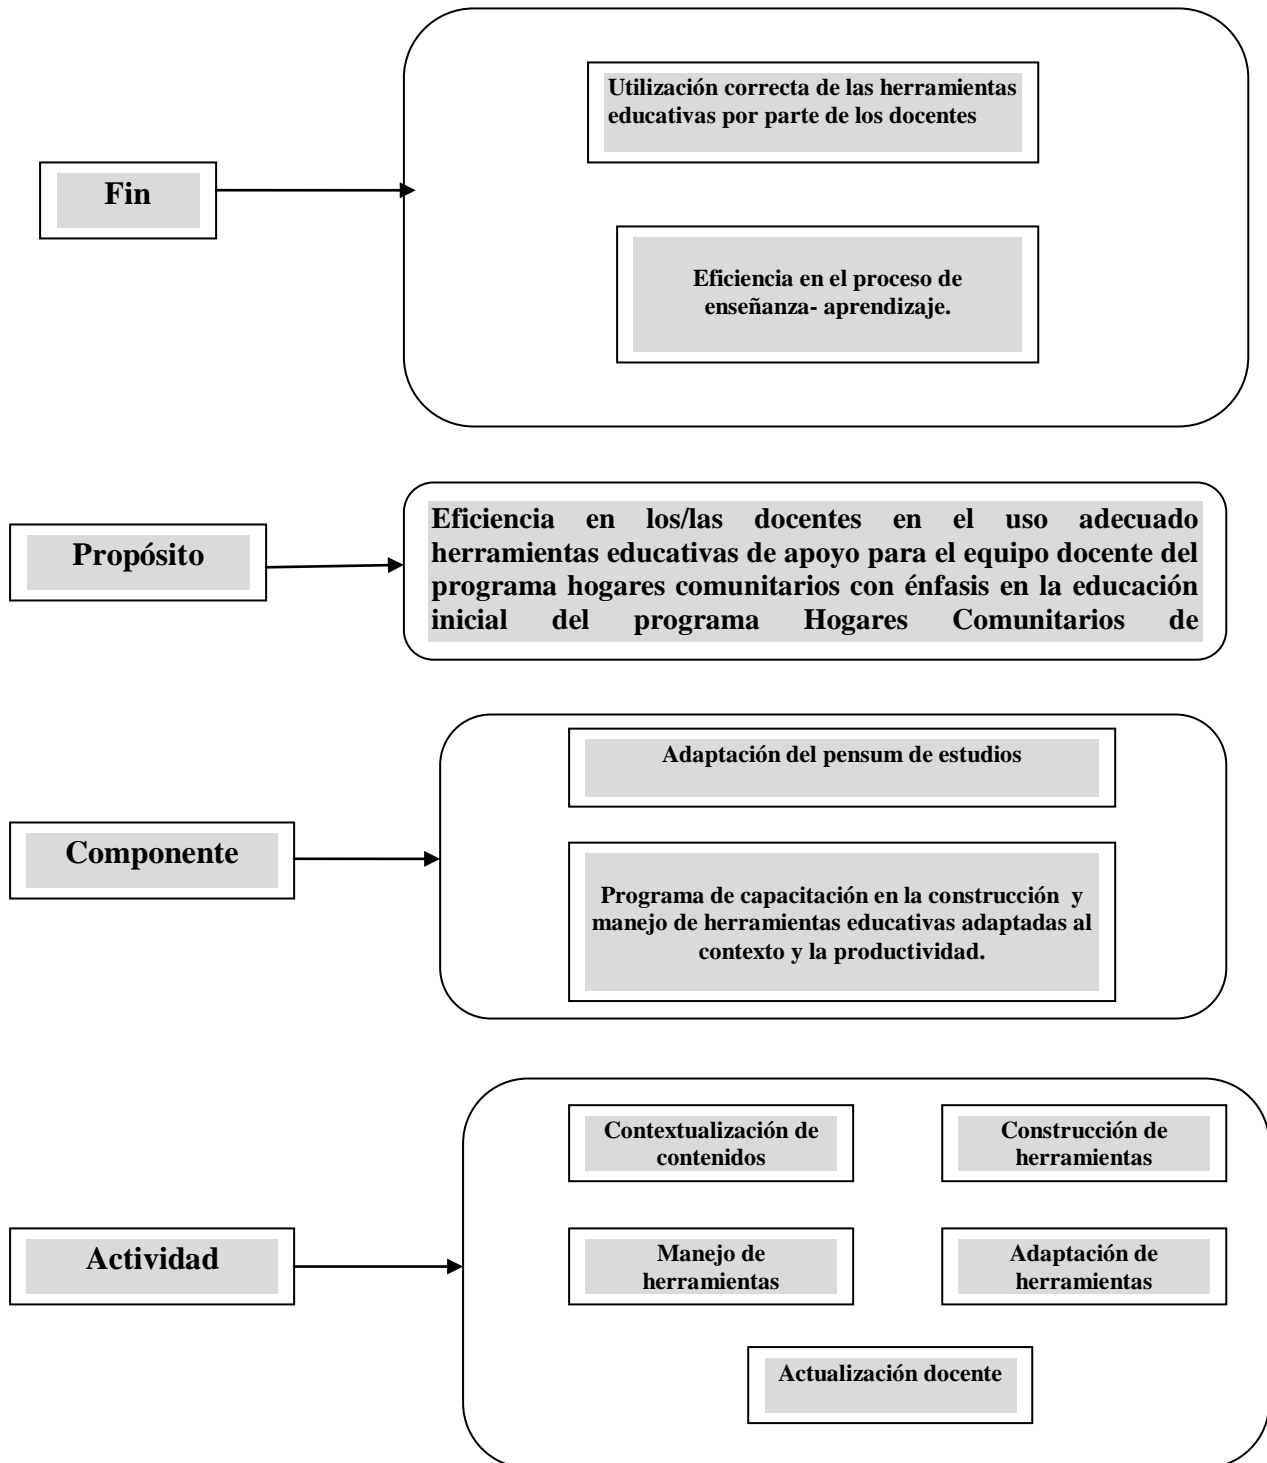 Utilización correcta de las herramientas
educativas por parte de los docentes
Fin
Eficiencia en el proceso de
enseñanza- aprendizaje.
Propósito
Eficiencia en los/las docentes en el uso adecuado
herramientas educativas de apoyo para el equipo docente del
programa hogares comunitarios con énfasis en la educación
inicial del programa Hogares Comunitarios de
Adaptación del pensum de estudios
Componente
Programa de capacitación en la construcción y
manejo de herramientas educativas adaptadas al
contexto y la productividad.
Contextualización de
contenidos
Construcción de
herramientas
Actividad
Manejo de
herramientas
Adaptación de
herramientas
Actualización docente